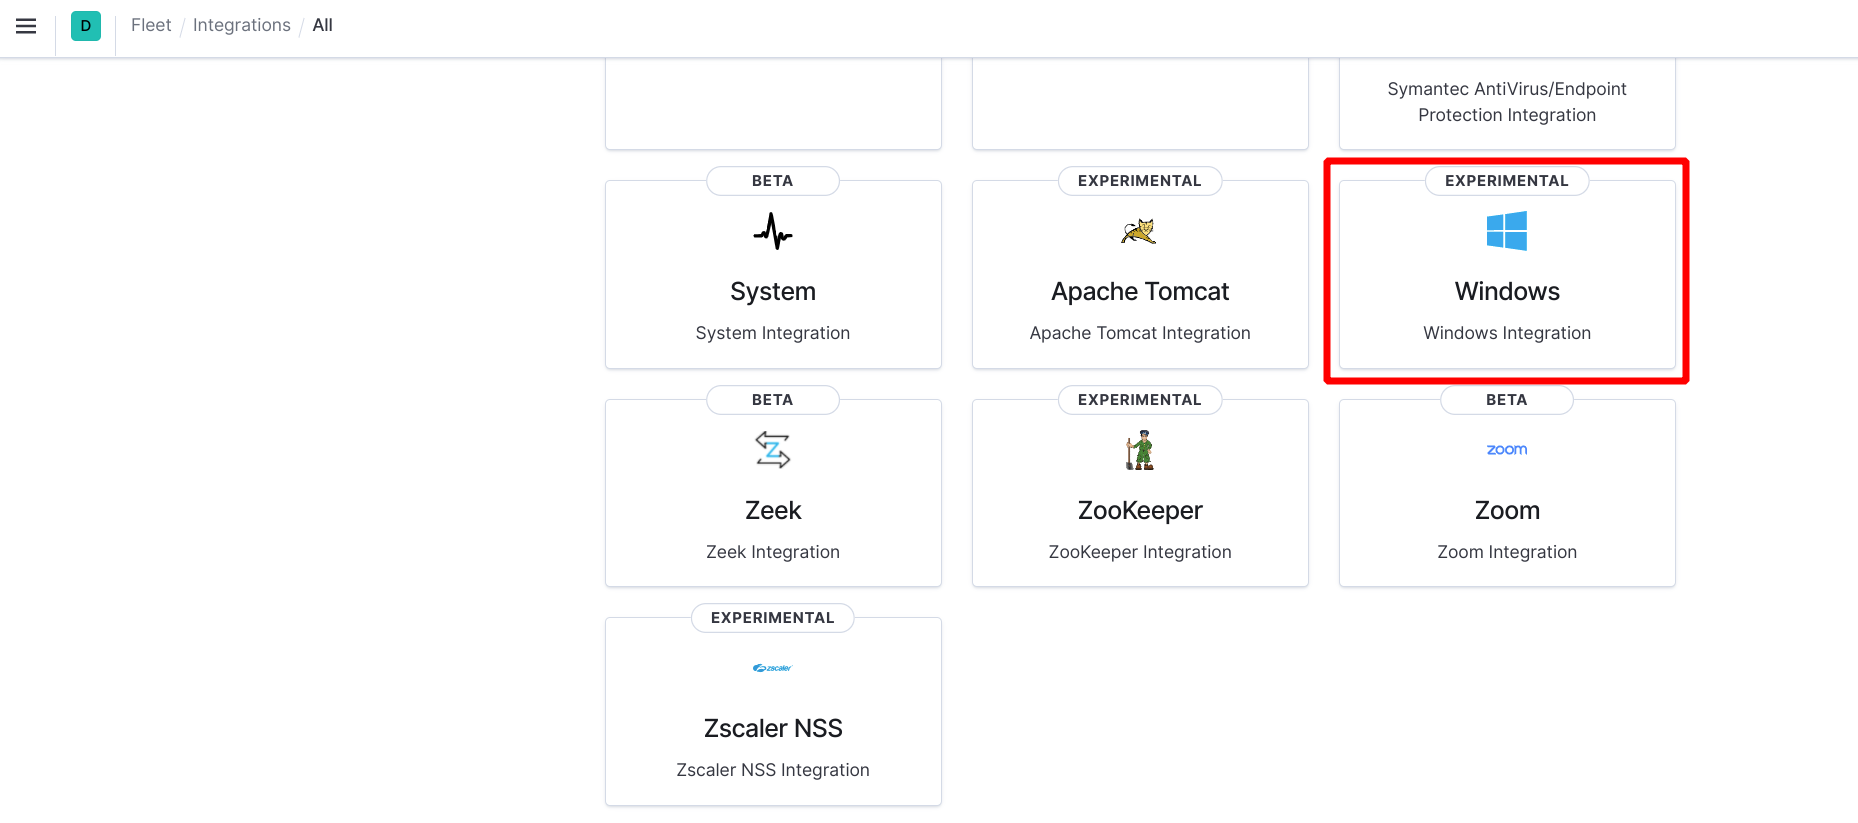 D
Fleet / Integrations / All
Symantec AntiVirus/Endpoint
Protection Integration
BETA
System
System Integration
EXPERIMENTAL
Apache Tomcat
Apache Tomcat Integration
EXPERIMENTAL
Windows
Windows Integration
BETA
Z
Zeek
Zeek Integration
EXPERIMENTAL
ZooKeeper
ZooKeeper Integration
BETA
zoom
Zoom
Zoom Integration
EXPERIMENTAL
zscaler
Zscaler NSS
Zscaler NSS Integration